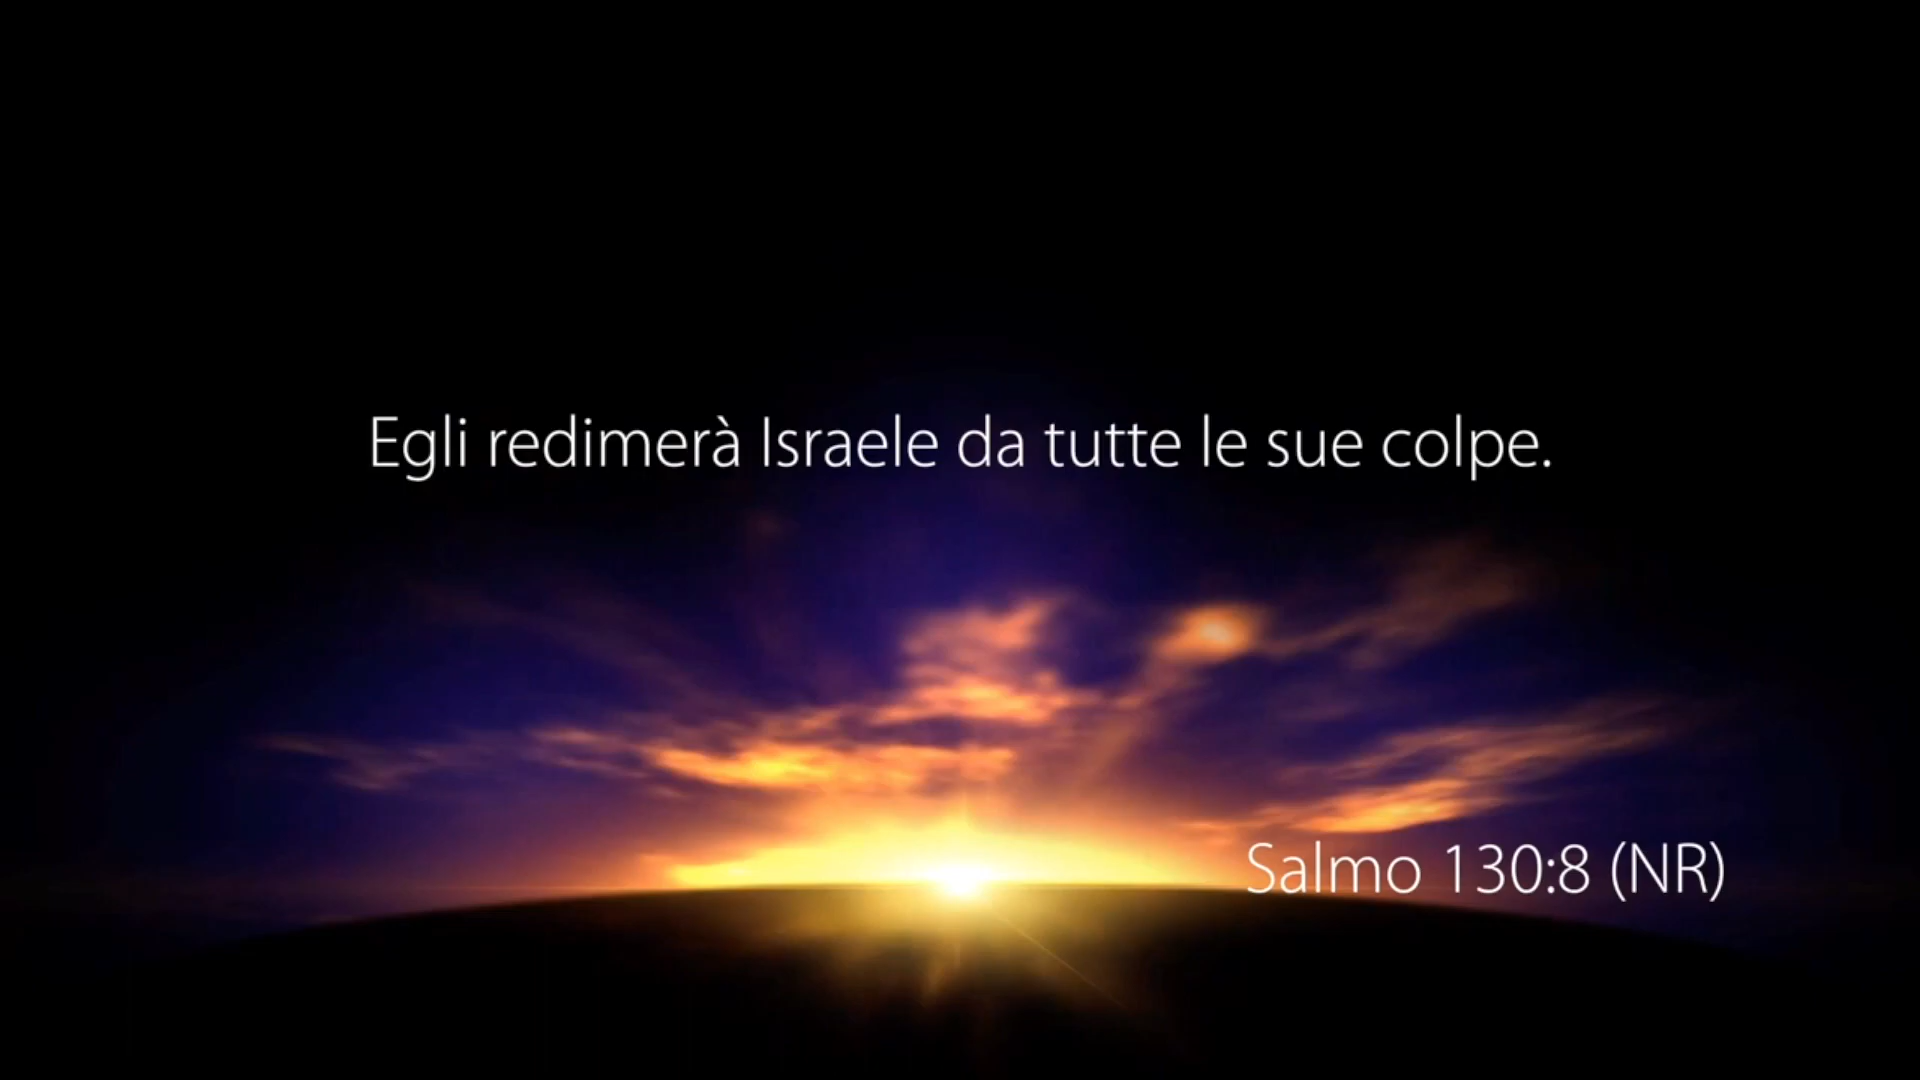 Egli redimerà Israele da tutte le sue colpe.
Salmo 130:8 (NR)